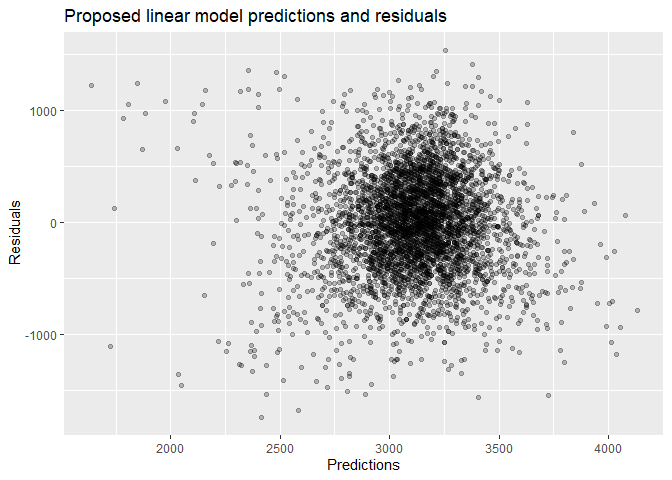 Proposed linear model predictions and residuals
1000
0
-1000
Residuals
2000 2500 3000 3500 4000
Predictions